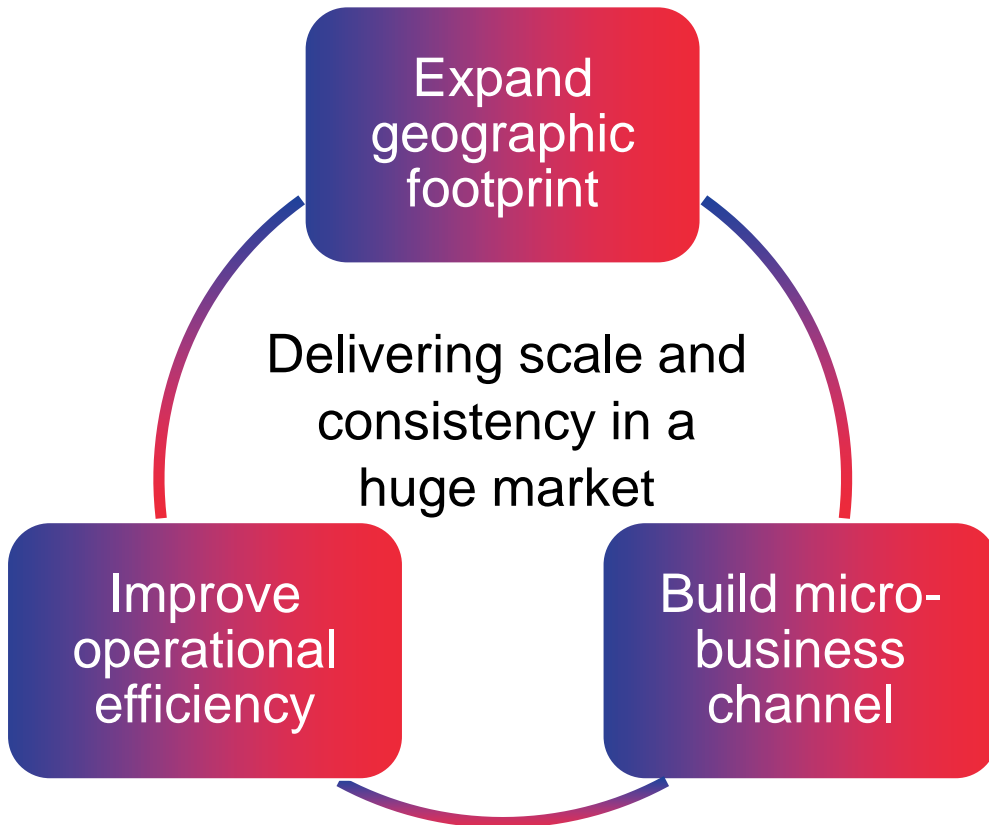 Expand
geographic
footprint
Delivering scale and
consistency in a
huge market
Improve
operational
efficiency
Build micro-
business
channel